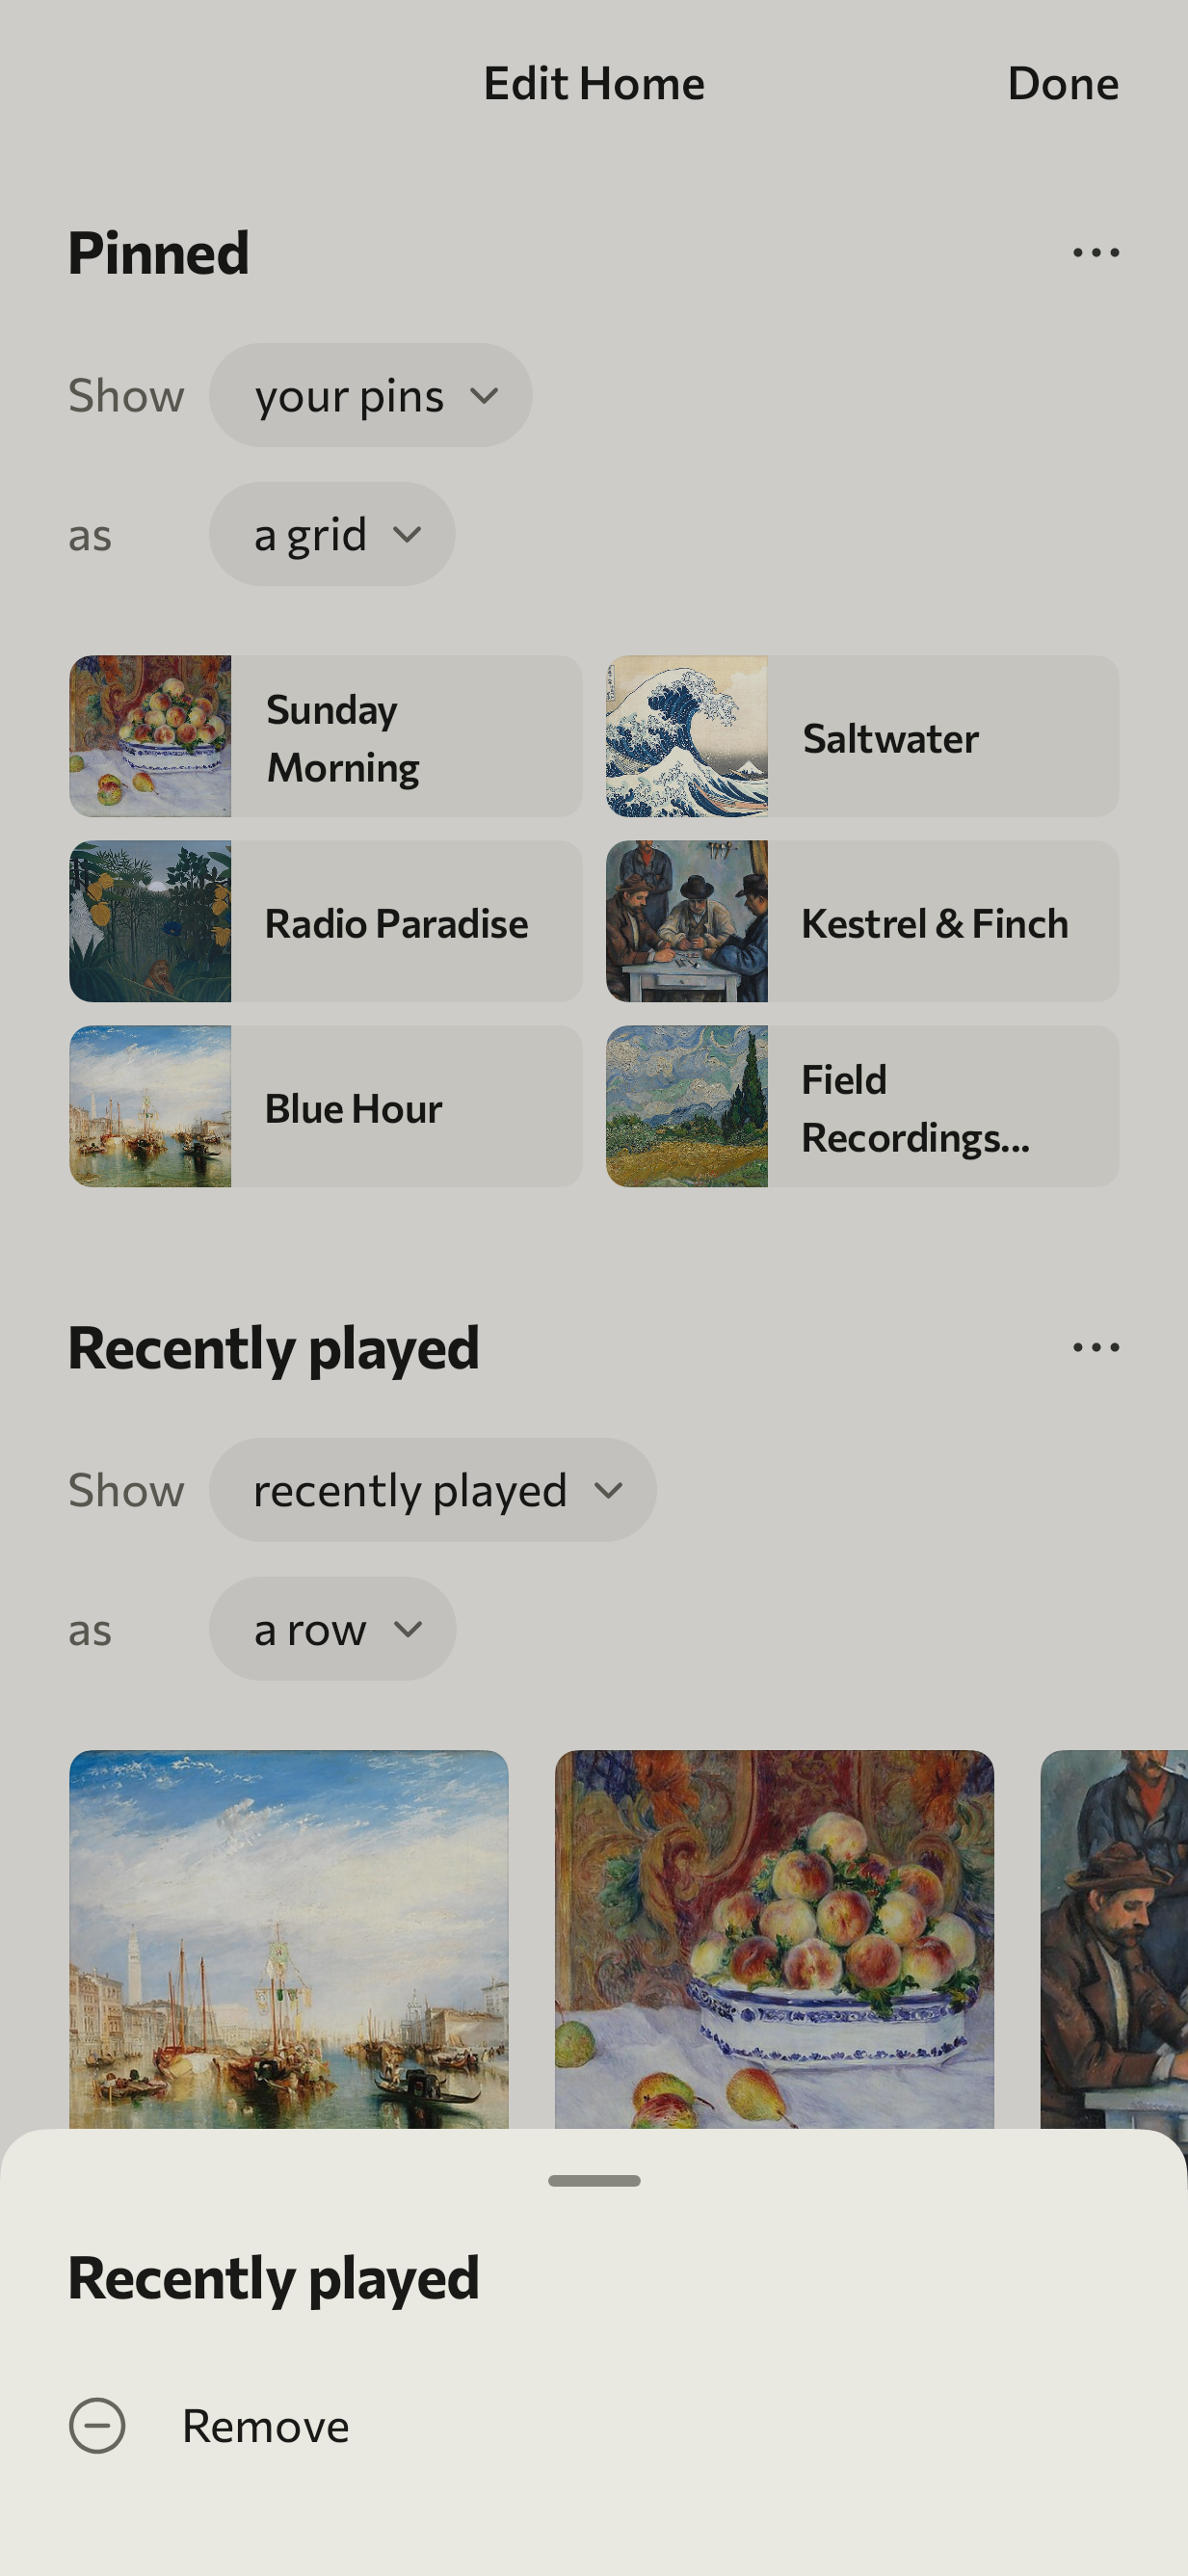 Edit Home
Done
Pinned
Show
your pins
as
a grid
Sunday
Morning
Saltwater
Radio Paradise
Kestrel & Finch
Blue Hour
Field
Recordings...
Recently played
Show
recently played
as
a row
Recently played
Remove